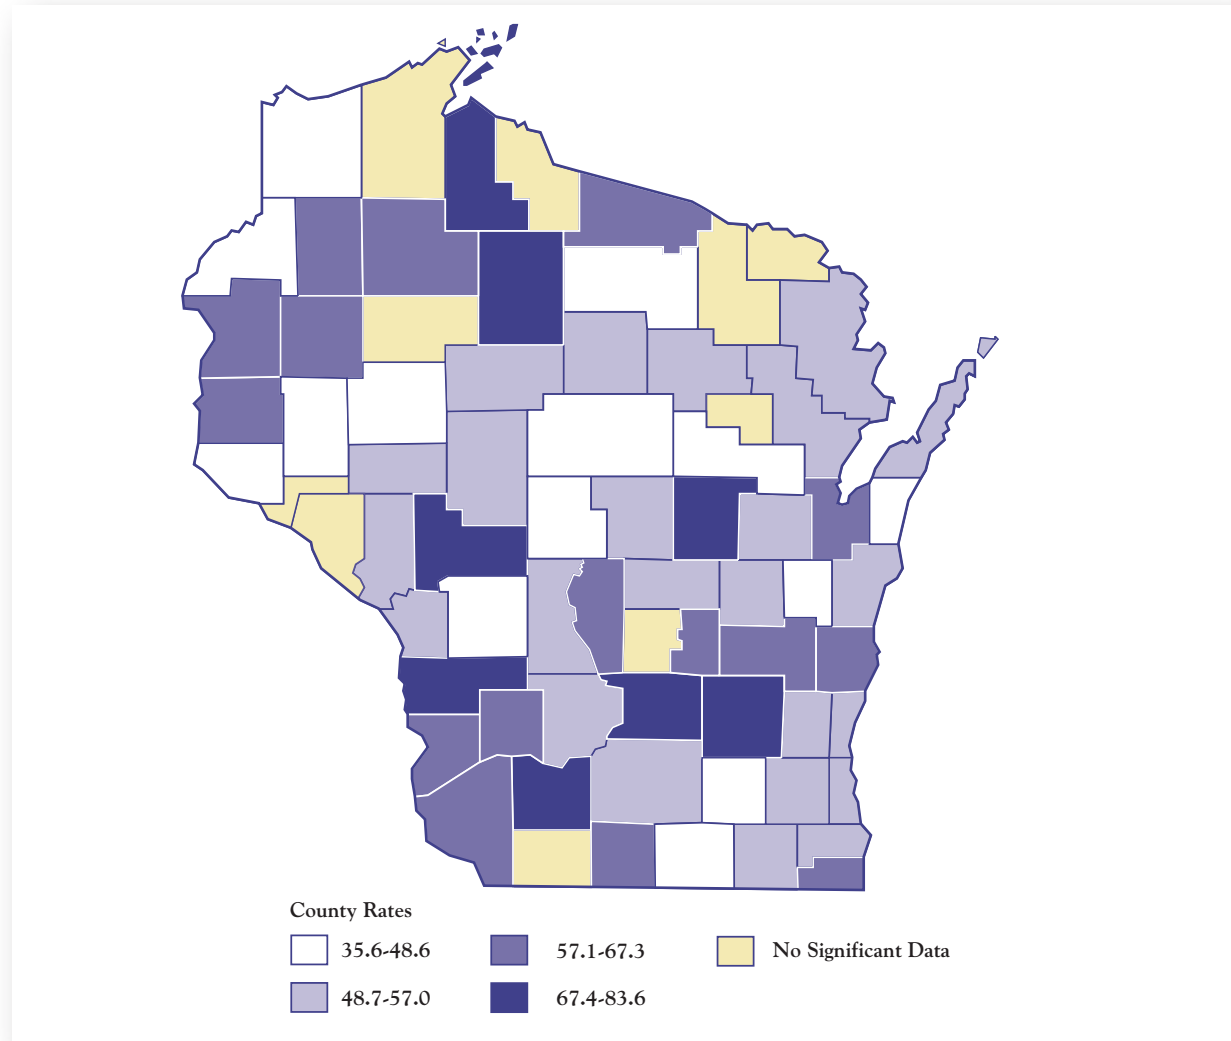 County Rates
35.6-48.6
57.1-67.3
No Significant Data
48.7-57.0
67.4-83.6